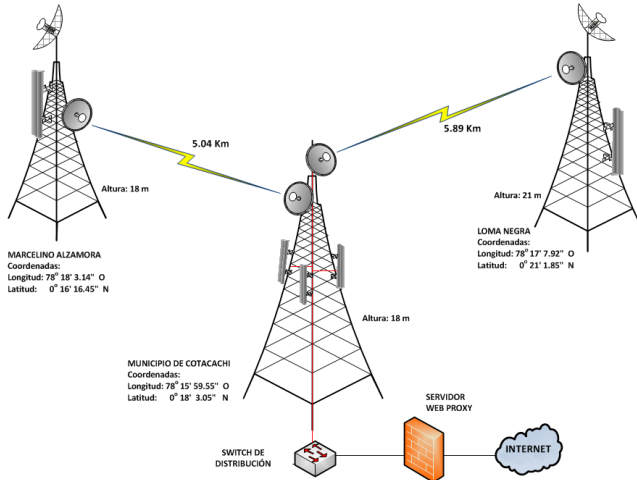 5.04 Km
5.89 Km
Altura: 18 m
Altura: 21 m
MARCELINO ALZAMORA
Coordenadas:
Longitud: 78° 18' 3.14" O
Latitud: 0° 16' 16.45" N
LOMA NEGRA
Coordenadas:
Longitud: 78° 17' 7.92" O
Latitud: 0° 21' 1.85" N
Altura: 18 m
MUNICIPIO DE COTACACHI
Coordenadas:
Longitud: 78° 15' 59.55" O
Latitud: 0° 18' 3.05" N
SERVIDOR
WEB PROXY
SWITCH DE
DISTRIBUCIÓN
INTERNET